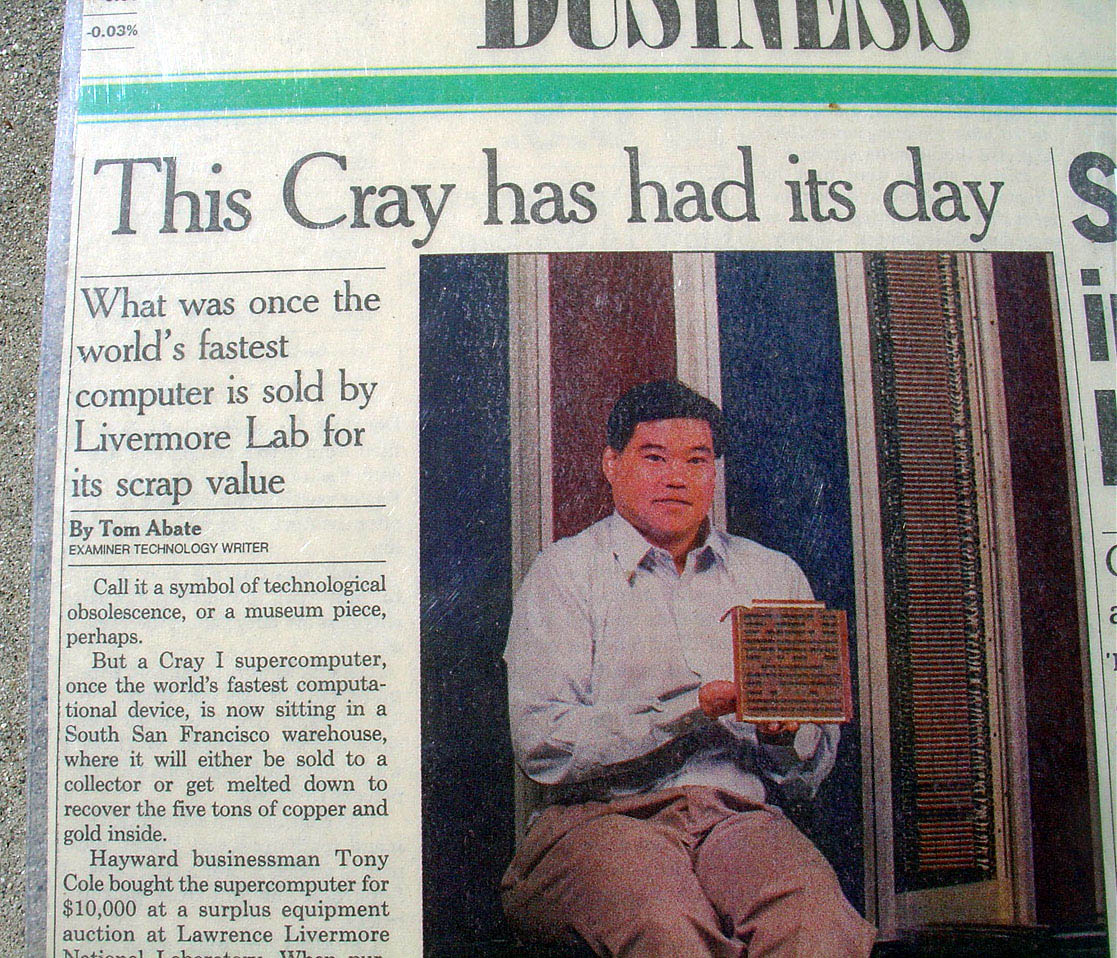 -0.03%
BUSINESS
This Cray has had its day
What was once the
world's fastest
computer is sold by
Livermore Lab for
its scrap value
By Tom Abate
EXAMINER TECHNOLOGY WRITER
Call it a symbol of technological
obsolescence, or a museum piece,
perhaps.
But a Cray I supercomputer,
once the world's fastest computa-
tional device, is now sitting in a
South San Francisco warehouse,
where it will either be sold to a
collector or get melted down to
recover the five tons of copper and
gold inside.
Hayward businessman Tony
Cole bought the supercomputer for
$10,000 at a surplus equipment
auction at Lawrence Livermore
National Laboratory. When pur-